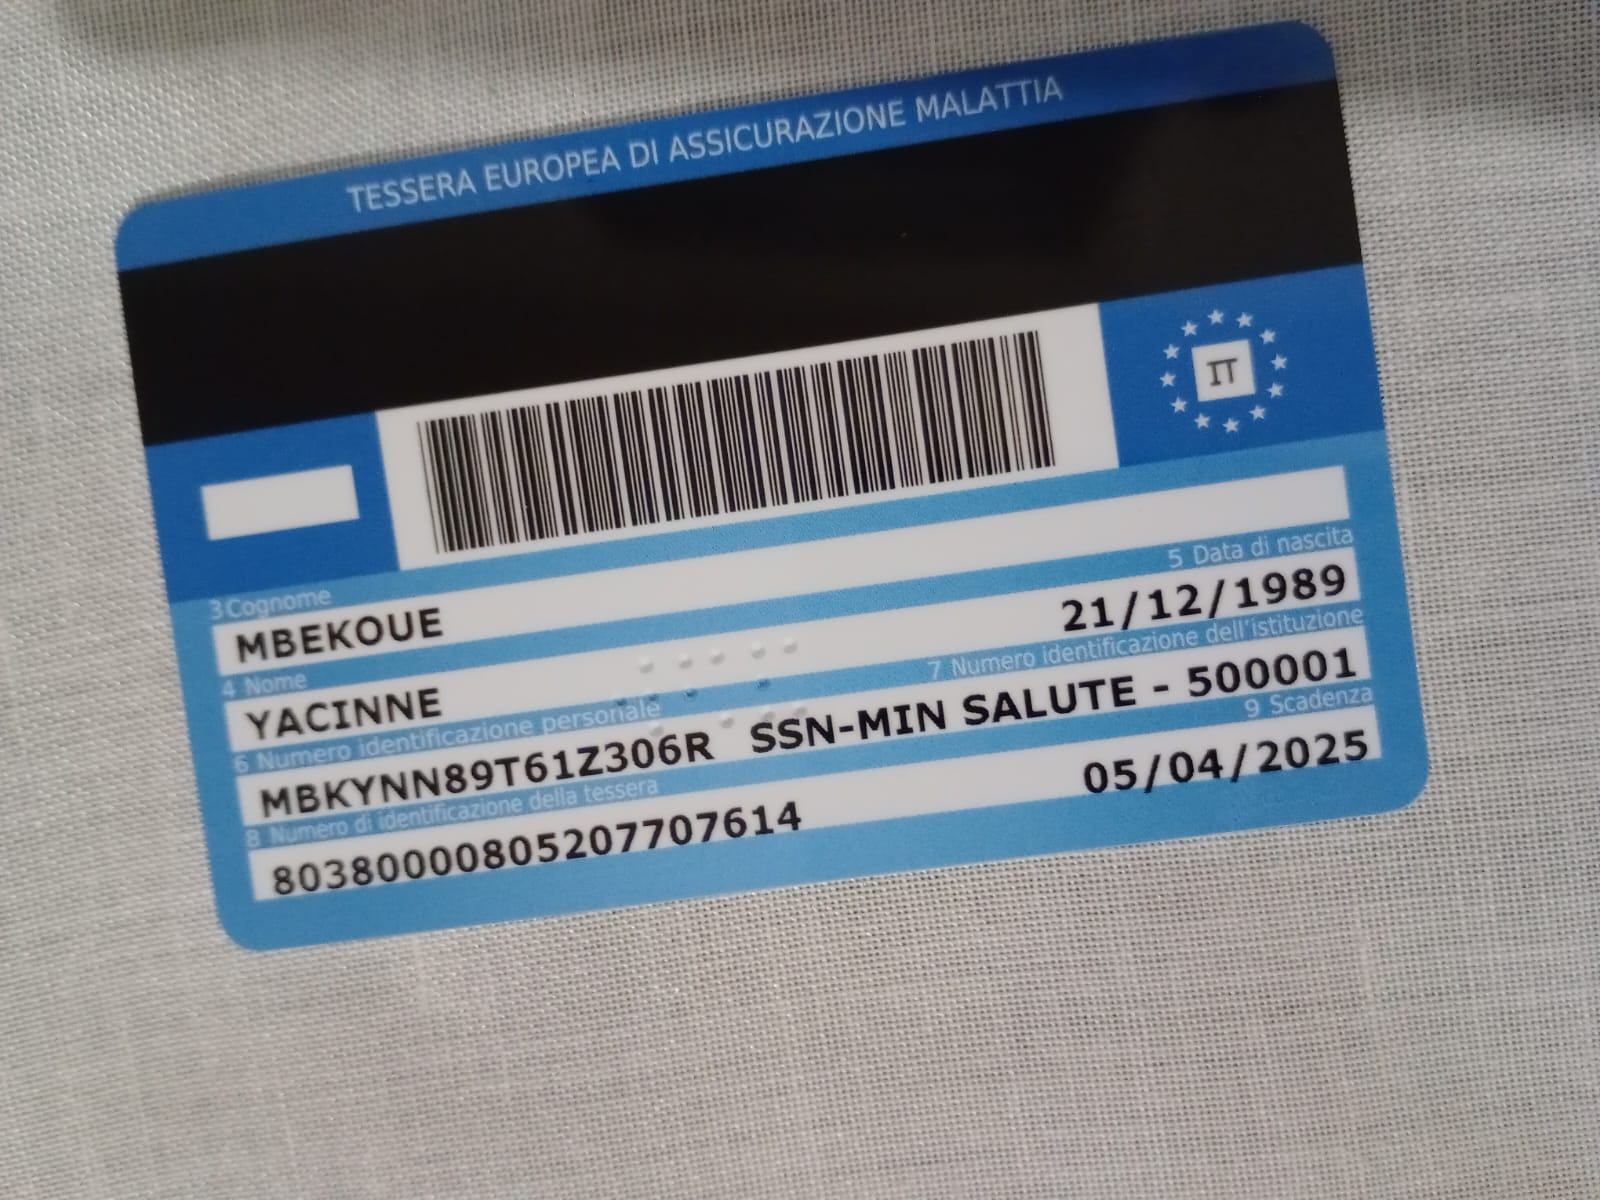 TESSERA EUROPEA DI ASSICURAZIONE MALATTIA
IT
3 Cognome
MBEKOUE
4 Nome
5 Data di nascita
YACINNE
21/12/1989
6 Numero identificazione personale
7 Numero identificazione dell'istituzione
MBKYNN89T61Z306R
SSN-MIN SALUTE - 500001
8 Numero di identificazione della tessera
9 Scadenza
80380000805207707614
05/04/2025